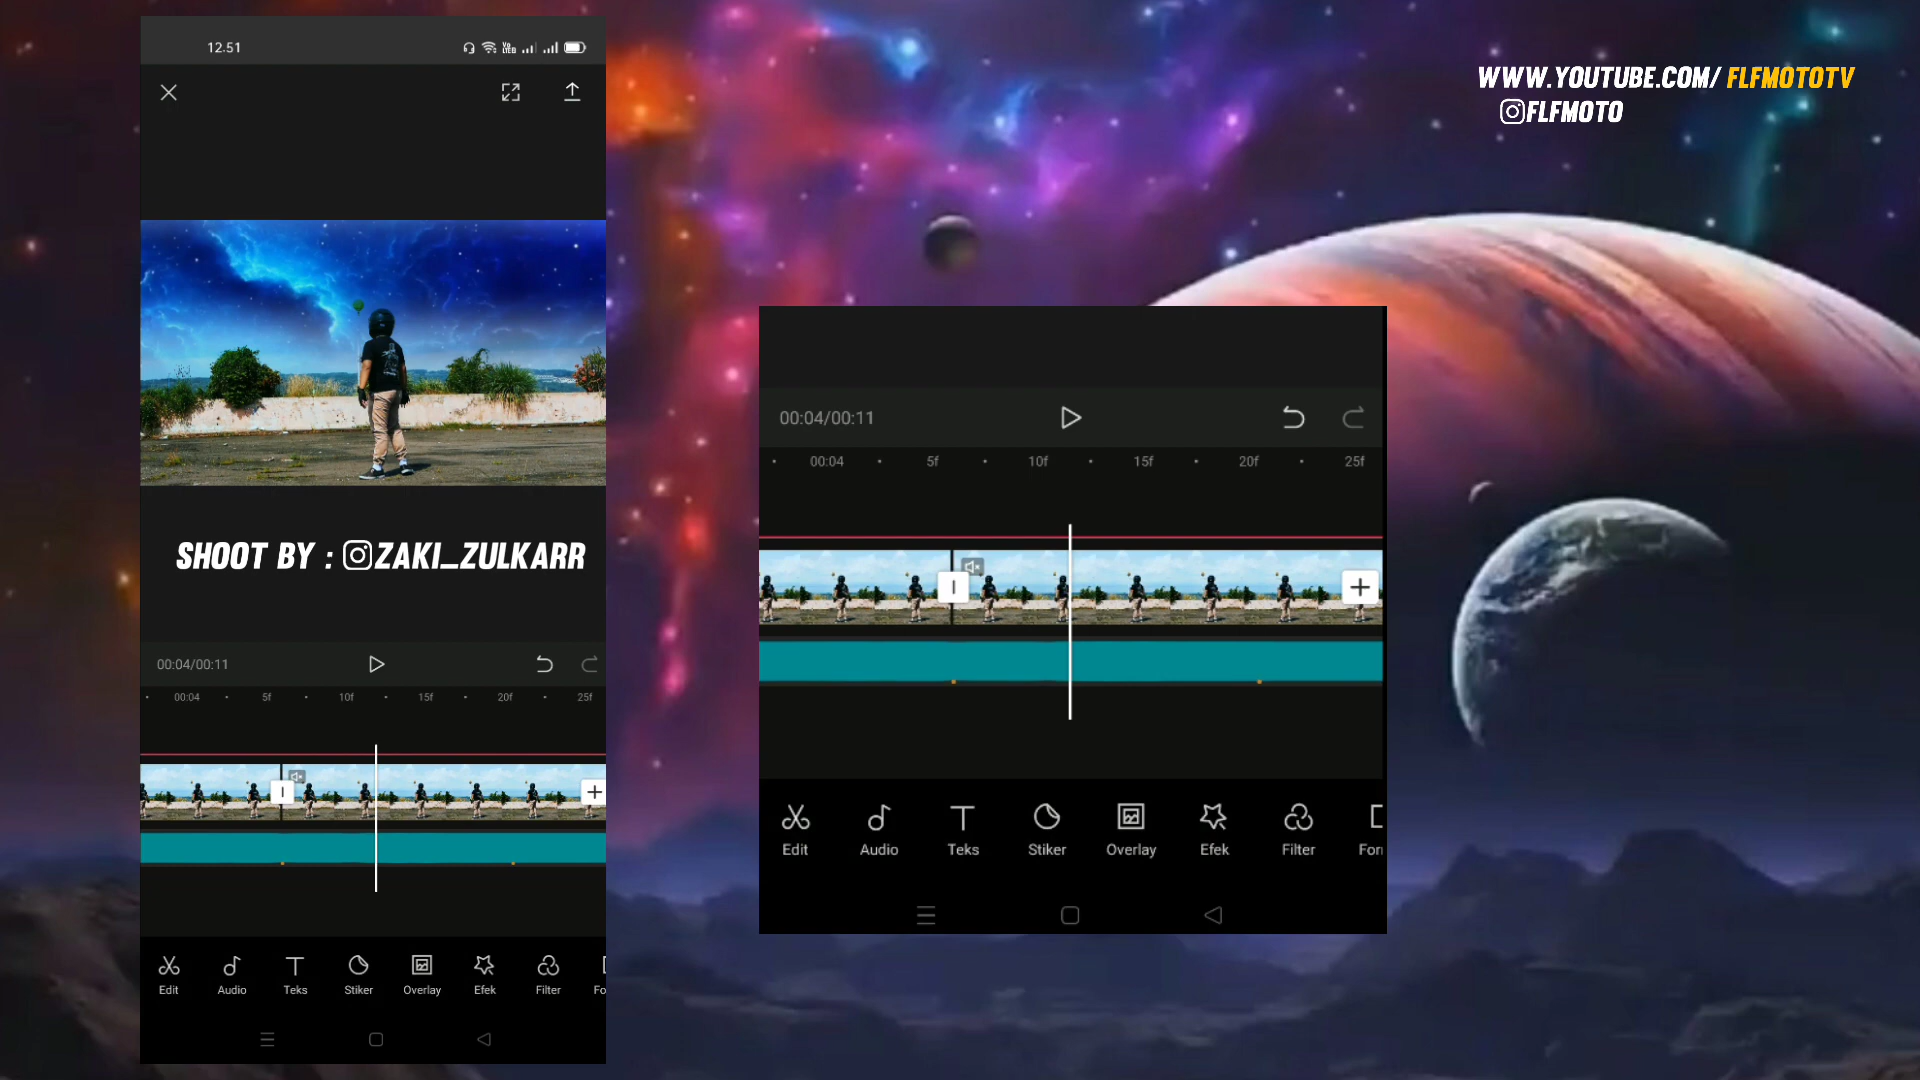 12.51
WWW.YOUTUBE.COM/ FLFMOTOTV
FLFMOTO
SHOOT BY : ZAKI_ZULKARR
00:04/00:11
00:04 5f 10f 15f 20f 25f
Edit Audio Teks Stiker Overlay Efek Filter Fo
00:04/00:11
00:04 5f 10f 15f 20f 25f
Edit Audio Teks Stiker Overlay Efek Filter For